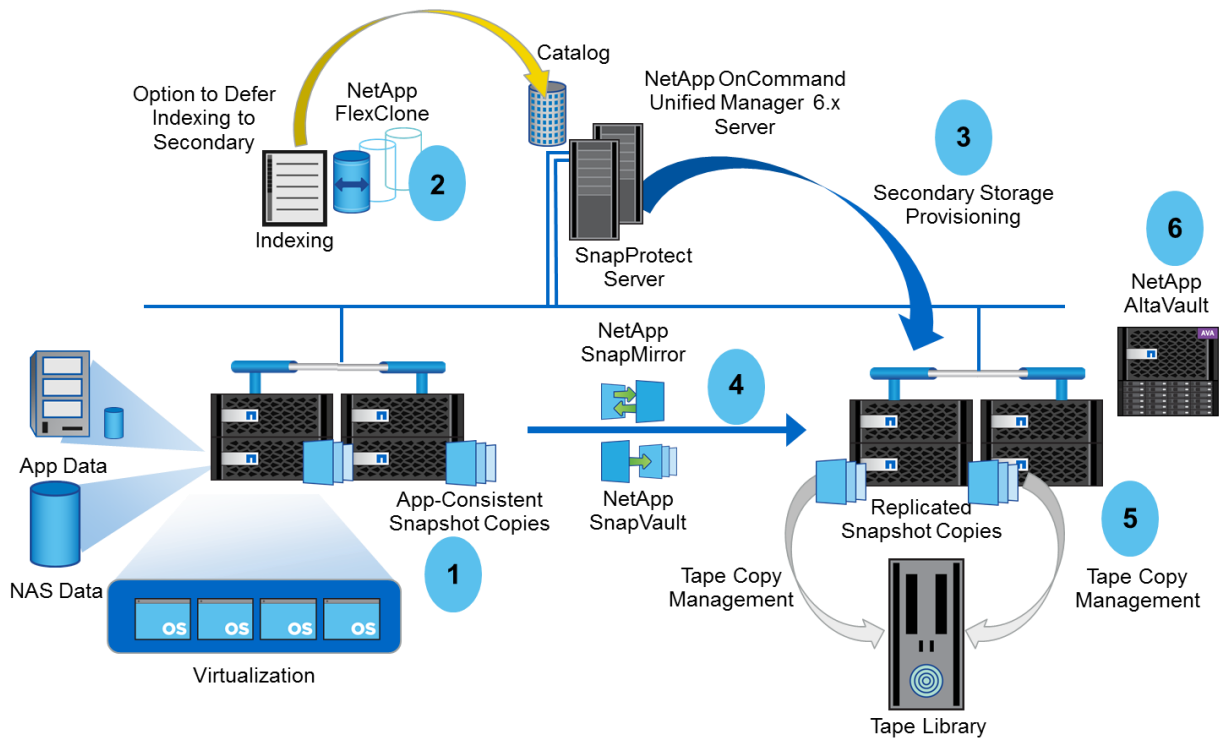 Catalog
Option to Defer
Indexing to
Secondary
NetApp
FlexClone
2
Indexing
NetApp OnCommand
Unified Manager 6.x
Server
SnapProtect
Server
3
Secondary Storage
Provisioning
6
NetApp
AltaVault
AVA
App Data
NAS Data
App-Consistent
Snapshot Copies
1
OS
OS
OS
OS
Virtualization
NetApp
SnapMirror
4
NetApp
SnapVault
Replicated
Snapshot Copies
5
Tape Copy
Management
Tape Copy
Management
Tape Library